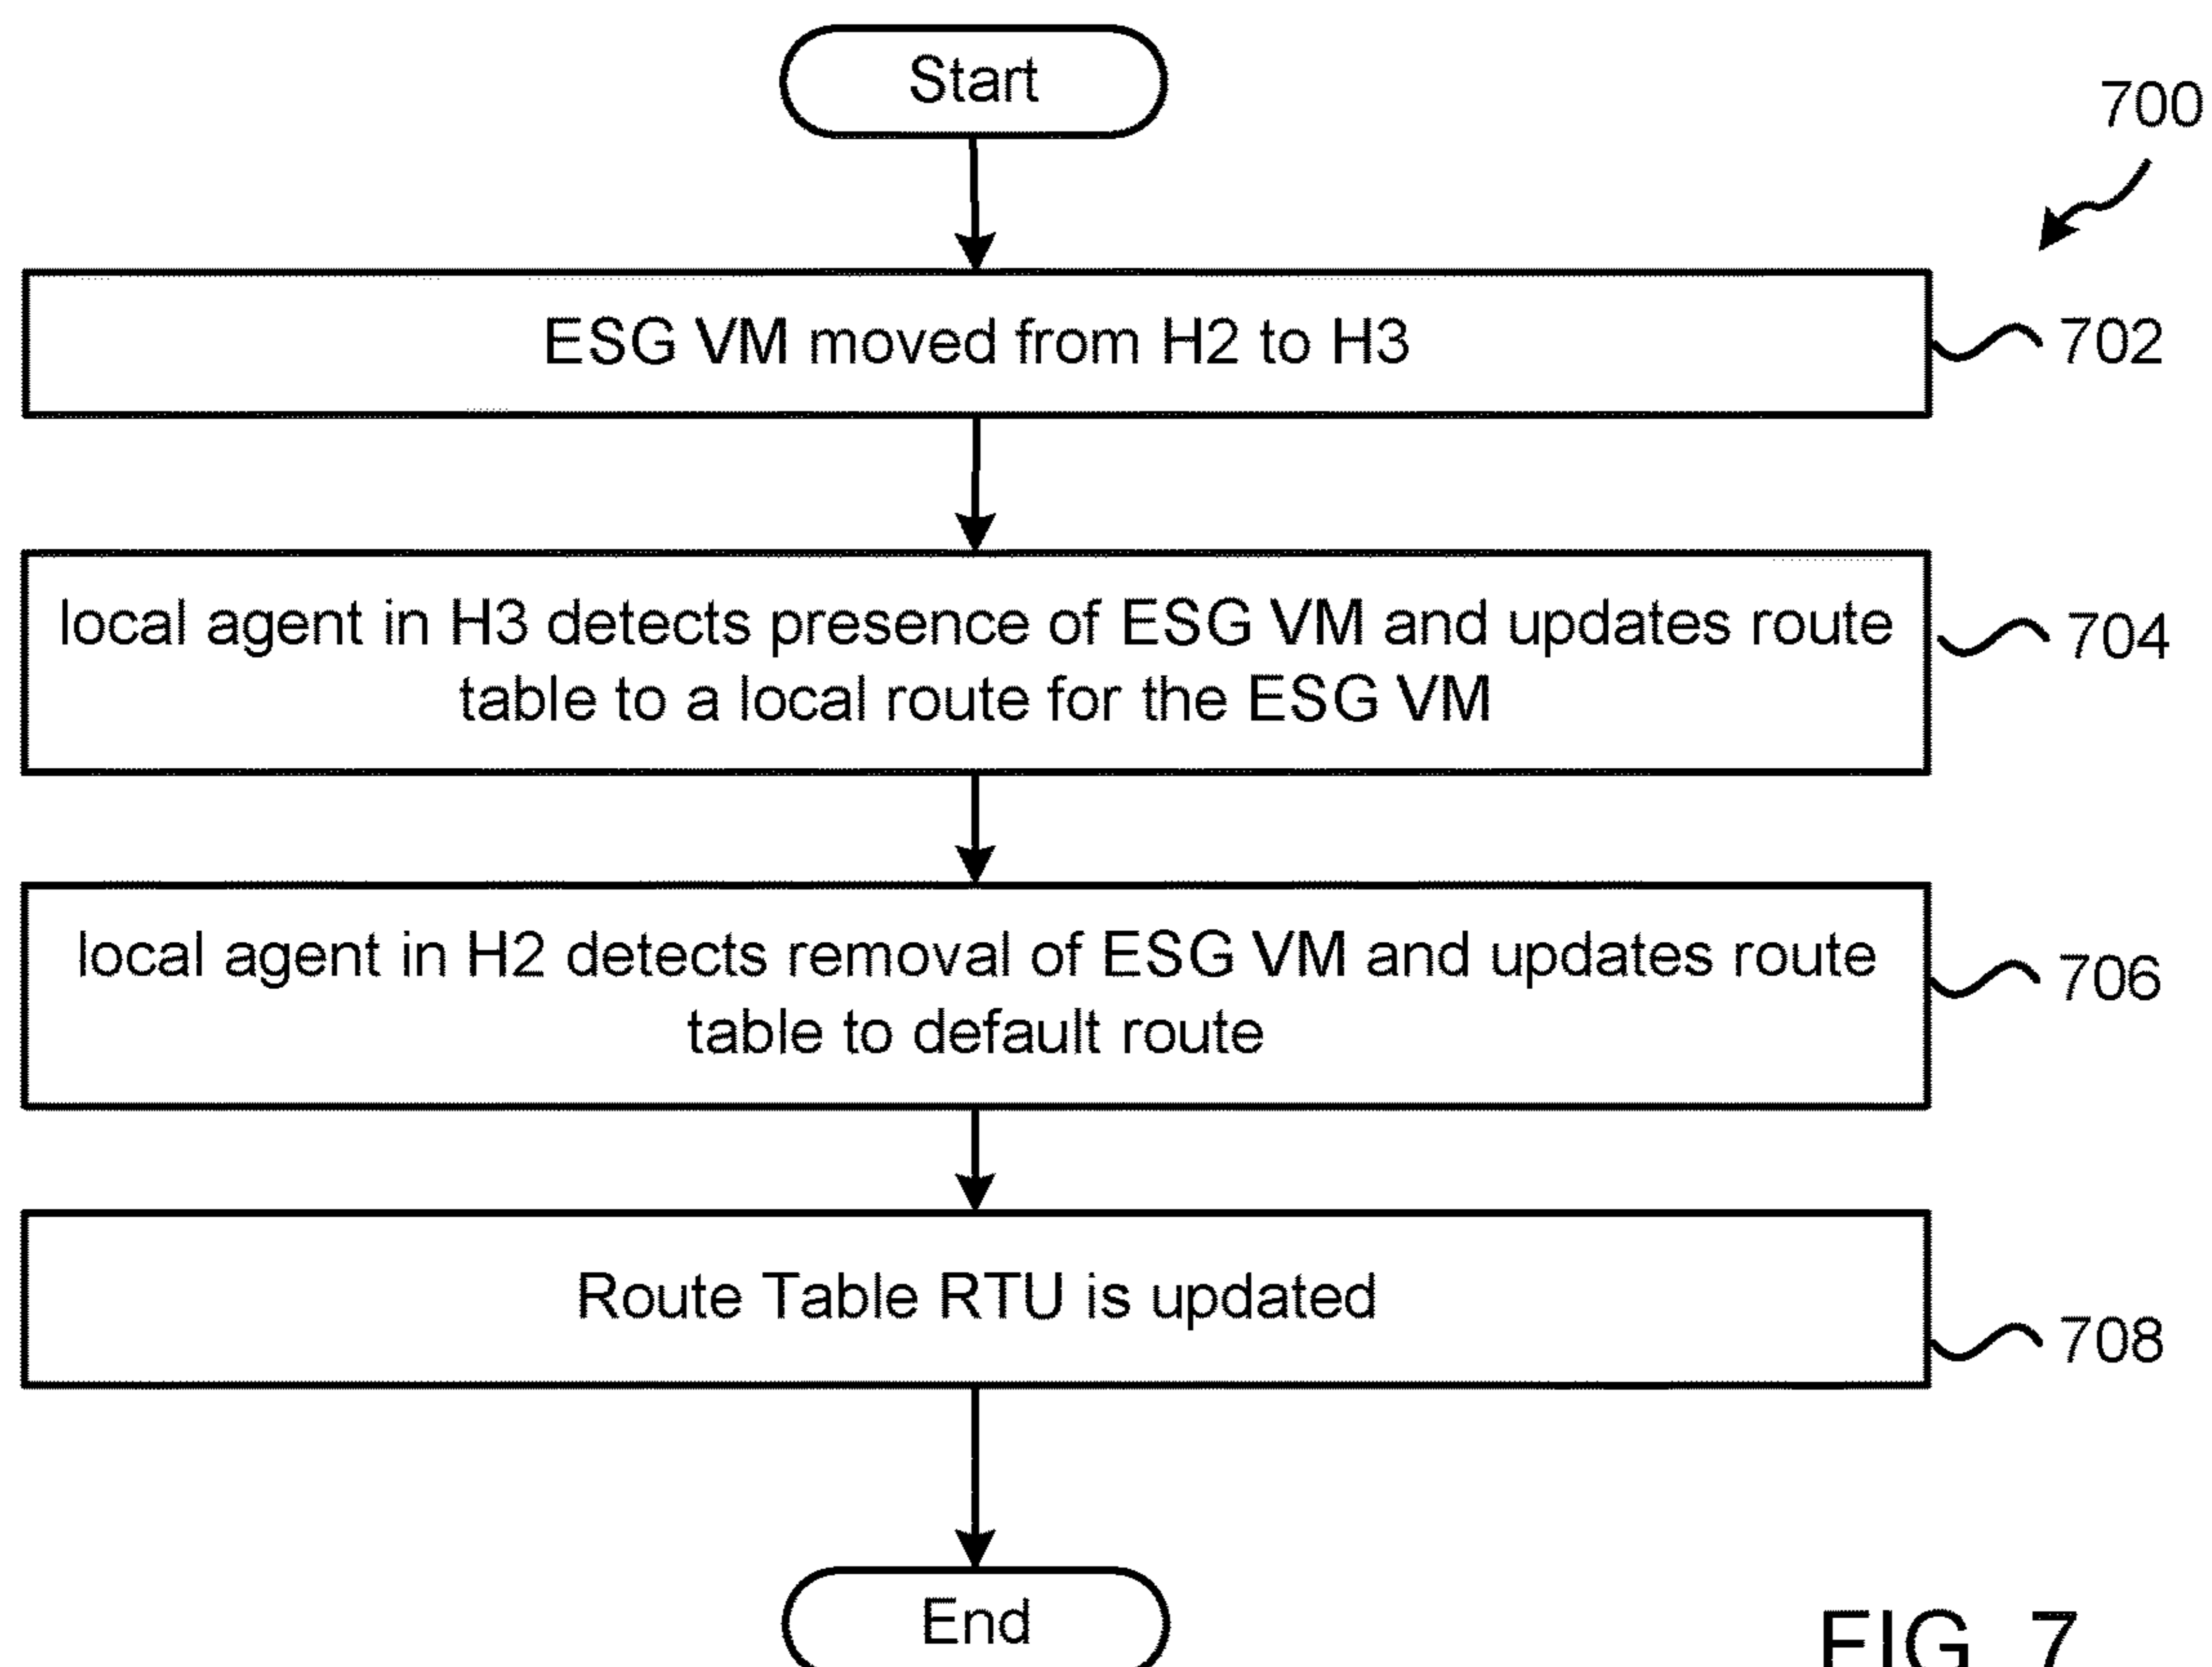 Start
700
ESG VM moved from H2 to H3
702
local agent in H3 detects presence of ESG VM and updates route
table to a local route for the ESG VM
704
local agent in H2 detects removal of ESG VM and updates route
table to default route
706
Route Table RTU is updated
708
End
FIG. 7